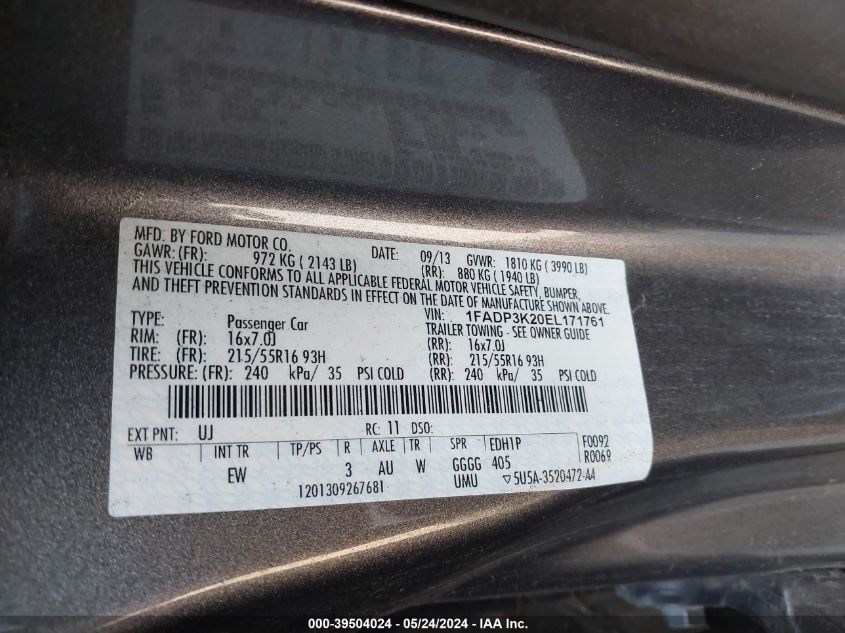 MFD. BY FORD MOTOR CO. DATE: 09/13 GVWR: 1810 KG ( 3990 LB)
GAWR: (FR): 972 KG ( 2143 LB) (RR): 880 KG ( 1940 LB)
THIS VEHICLE CONFORMS TO ALL APPLICABLE FEDERAL MOTOR VEHICLE SAFETY, BUMPER,
AND THEFT PREVENTION STANDARDS IN EFFECT ON THE DATE OF MANUFACTURE SHOWN ABOVE.
VIN: 1FADP3K20EL171761
TYPE: Passenger Car TRAILER TOWING - SEE OWNER GUIDE
RIM: (FR): 16x7.0J (RR): 16x7.0J
TIRE: (FR): 215/55R16 93H (RR): 215/55R16 93H
PRESSURE: (FR): 240 kPa/ 35 PSI COLD (RR): 240 kPa/ 35 PSI COLD
EXT PNT: UJ RC: 11 DSO:
WB INT TR TP/PS R AXLE TR SPR EDH1P F0092
EW 3 AU W GGGG 405 R0069
1201309267681 UMU ▽5U5A-3520472-AA
000-39504024 - 05/24/2024 - IAA Inc.